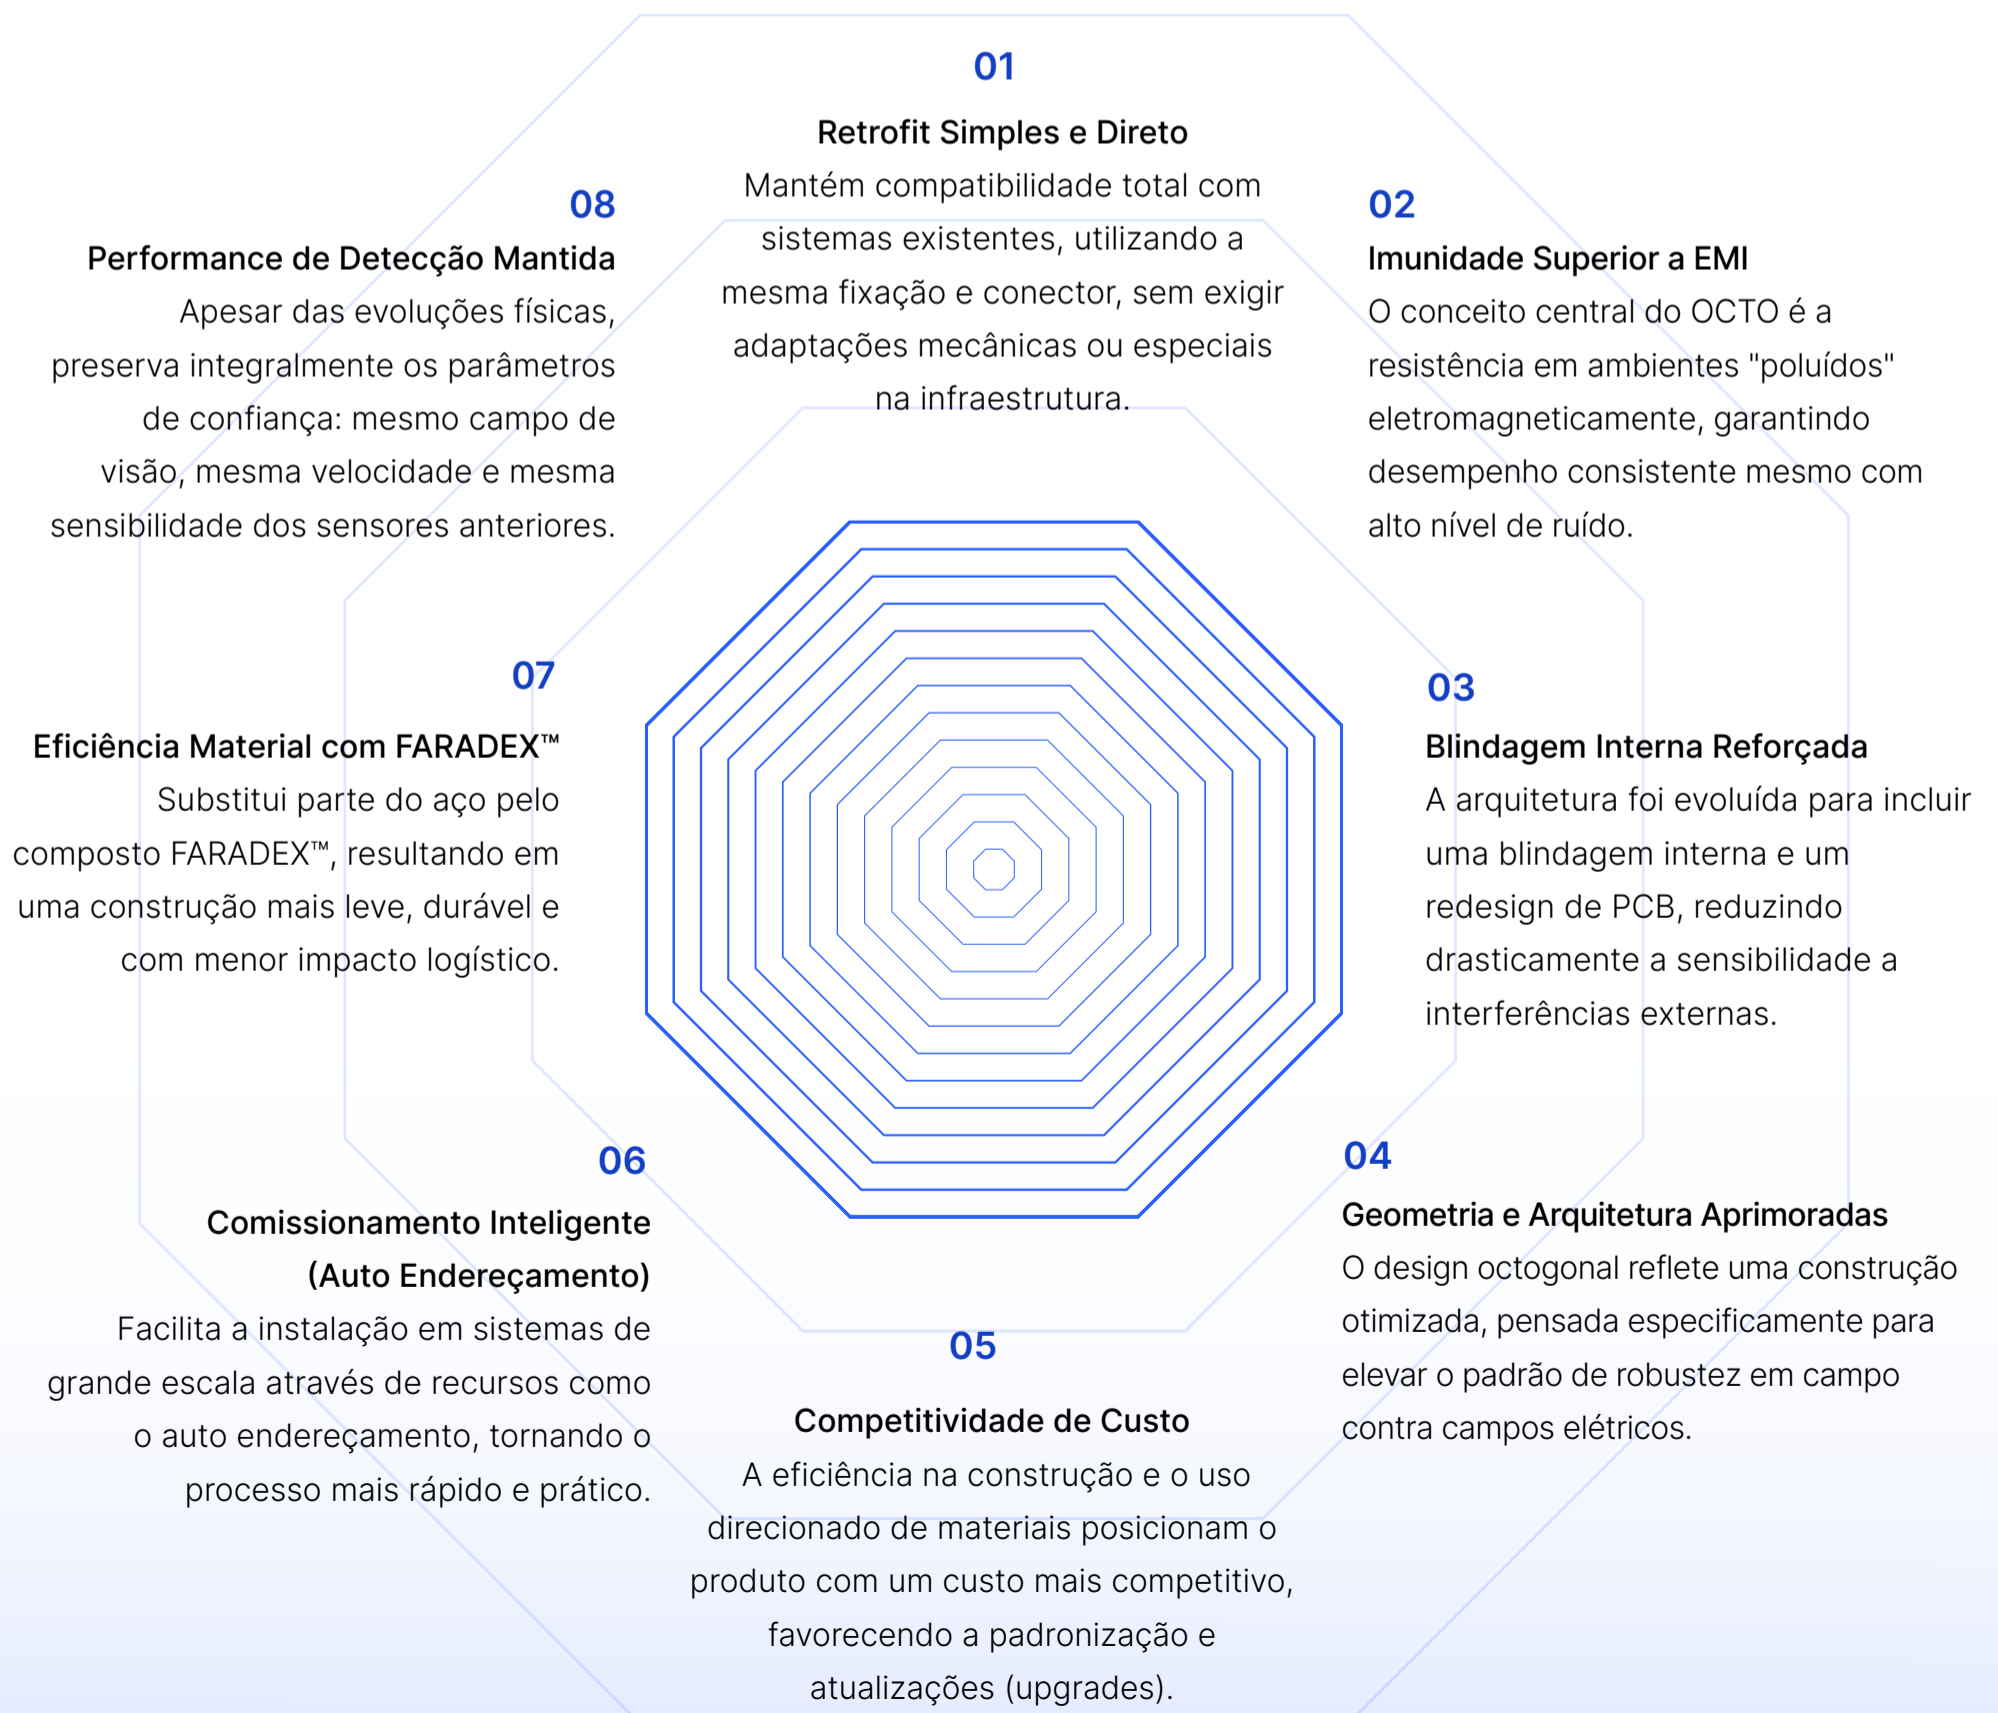 01
Retrofit Simples e Direto
Mantém compatibilidade total com
sistemas existentes, utilizando a
mesma fixação e conector, sem exigir
adaptações mecânicas ou especiais
na infraestrutura.
02
Imunidade Superior a EMI
O conceito central do OCTO é a
resistência em ambientes "poluídos"
eletromagneticamente, garantindo
desempenho consistente mesmo com
alto nível de ruído.
03
Blindagem Interna Reforçada
A arquitetura foi evoluída para incluir
uma blindagem interna e um
redesign de PCB, reduzindo
drasticamente a sensibilidade a
interferências externas.
04
Geometria e Arquitetura Aprimoradas
O design octogonal reflete uma construção
otimizada, pensada especificamente para
elevar o padrão de robustez em campo
contra campos elétricos.
05
Competitividade de Custo
A eficiência na construção e o uso
direcionado de materiais posicionam o
produto com um custo mais competitivo,
favorecendo a padronização e
atualizações (upgrades).
06
Comissionamento Inteligente
(Auto Endereçamento)
Facilita a instalação em sistemas de
grande escala através de recursos como
o auto endereçamento, tornando o
processo mais rápido e prático.
07
Eficiência Material com FARADEX™
Substitui parte do aço pelo
composto FARADEX™, resultando em
uma construção mais leve, durável e
com menor impacto logístico.
08
Performance de Detecção Mantida
Apesar das evoluções físicas,
preserva integralmente os parâmetros
de confiança: mesmo campo de
visão, mesma velocidade e mesma
sensibilidade dos sensores anteriores.